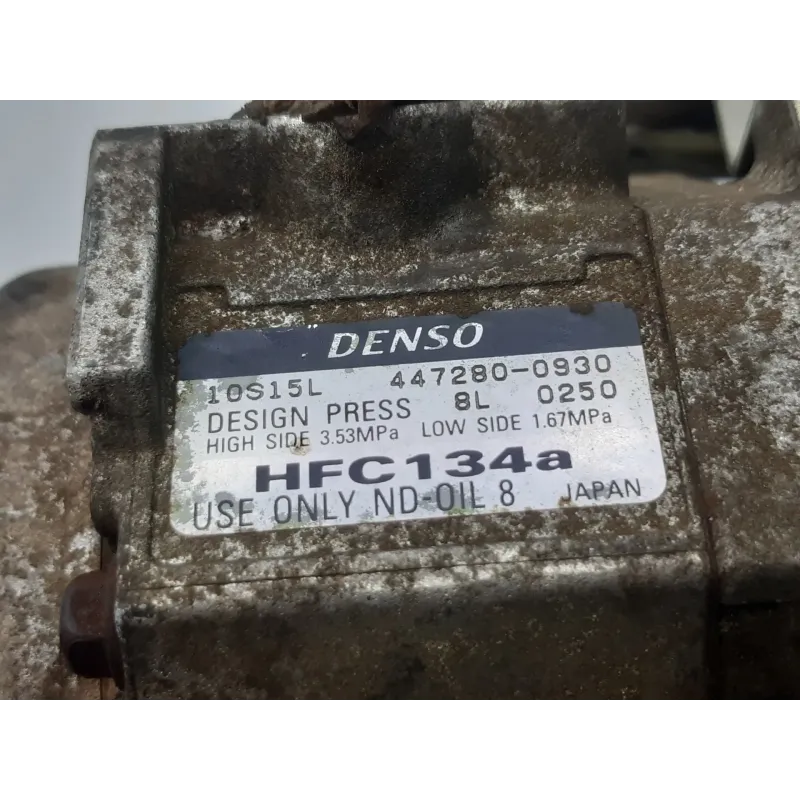 DENSO
10S15L 447280-0930
DESIGN PRESS 8L 0250
HIGH SIDE 3.53MPa LOW SIDE 1.67MPa
HFC134a
USE ONLY ND-OIL 8 JAPAN